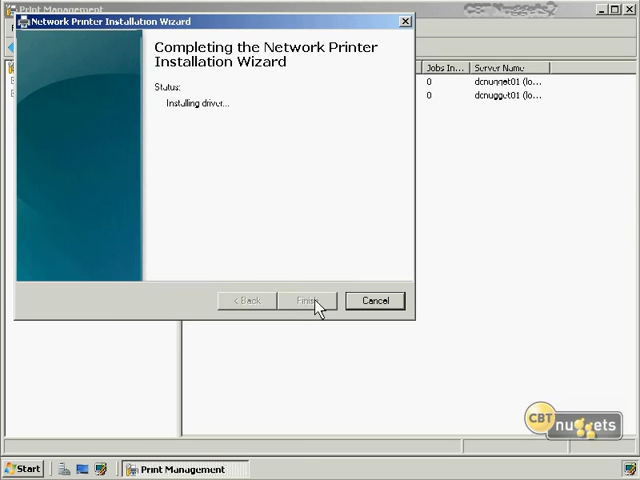 Print Management
Network Printer Installation Wizard
Completing the Network Printer
Installation Wizard
Status:
Installing driver...
< Back
Finish
Cancel
Jobs In...
Server Name
0
dcnugget01 (lo...
0
dcnugget01 (lo...
CBT
nuggets
Start
Print Management